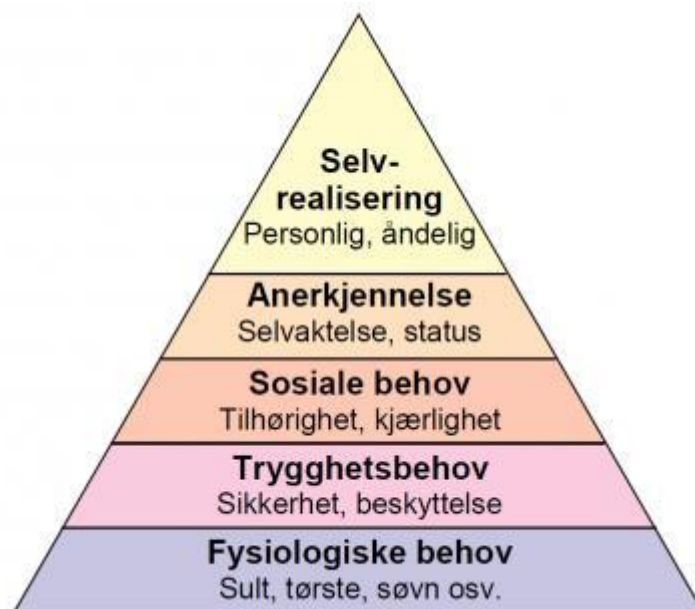 Selv-
realisering
Personlig, åndelig
Anerkjennelse
Selvaktelse, status
Sosiale behov
Tilhørighet, kjærlighet
Trygghetsbehov
Sikkerhet, beskyttelse
Fysiologiske behov
Sult, tørste, søvn osv.